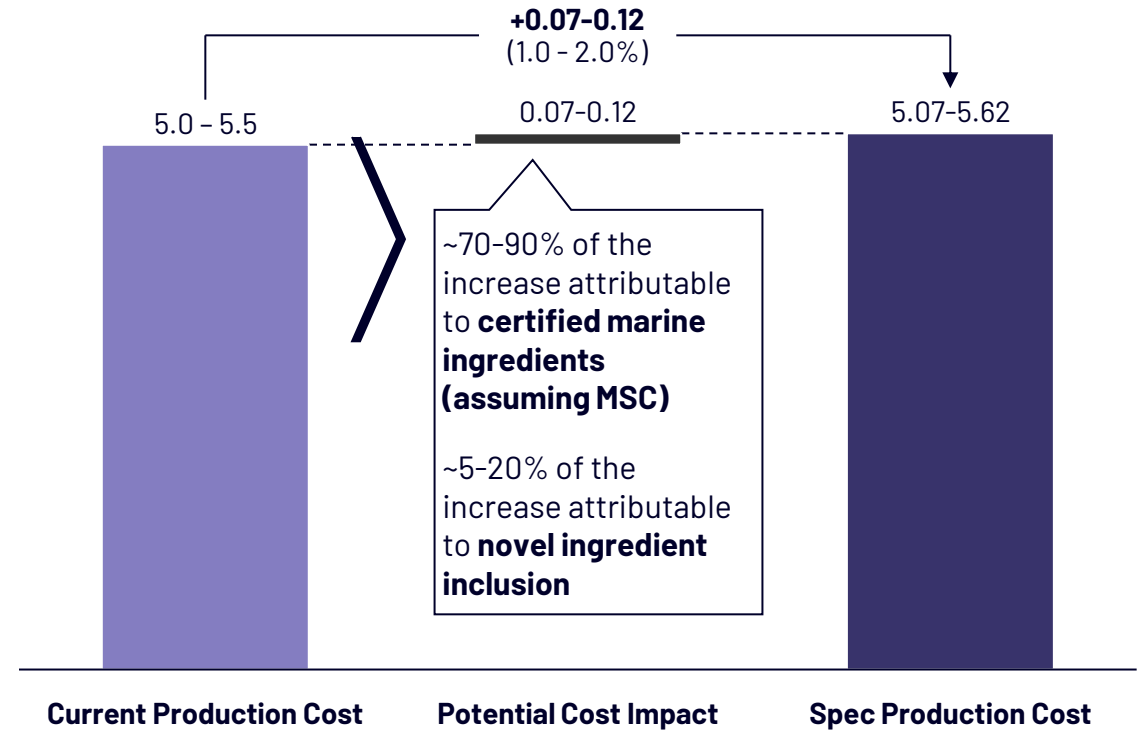 +0.07-0.12
(1.0 - 2.0%)
5.0 – 5.5
0.07-0.12
5.07-5.62
~70-90% of the
increase attributable
to certified marine
ingredients
(assuming MSC)
~5-20% of the
increase attributable
to novel ingredient
inclusion
Current Production Cost
Potential Cost Impact
Spec Production Cost